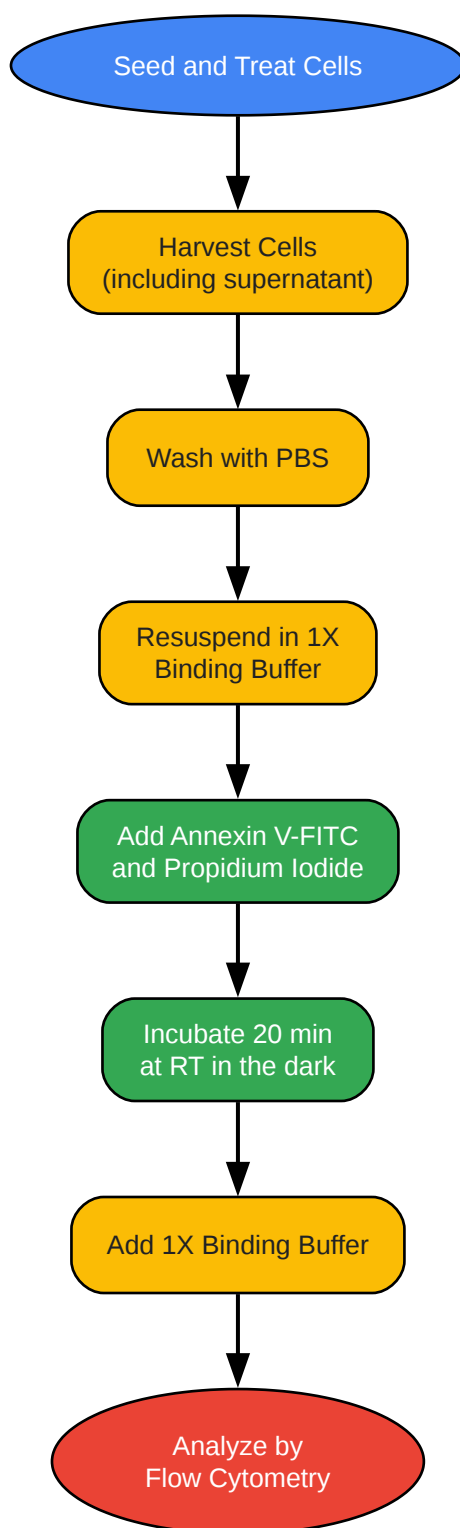 Seed and Treat Cells
Harvest Cells
(including supernatant)
Wash with PBS
Resuspend in 1X
Binding Buffer
Add Annexin V-FITC
and Propidium Iodide
Incubate 20 min
at RT in the dark
Add 1X Binding Buffer
Analyze by
Flow Cytometry